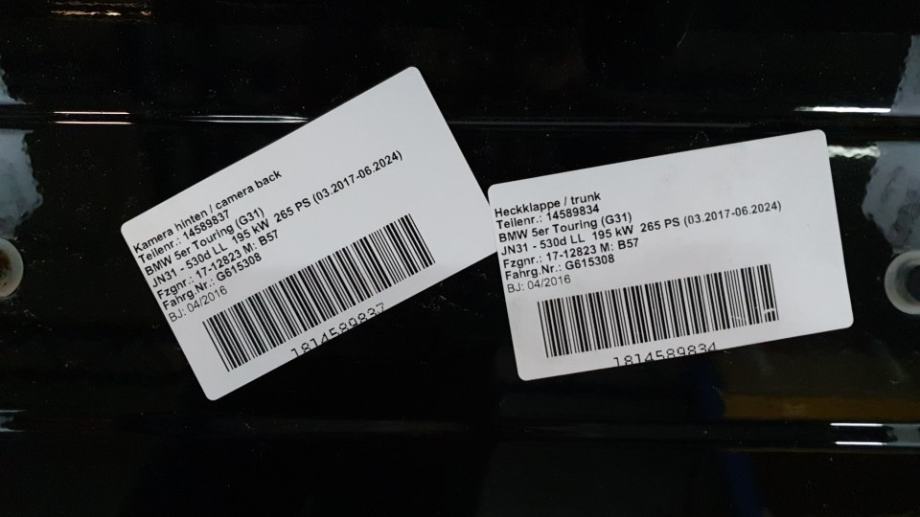 Kamera hinten / camera back
Teilenr.: 14589837
BMW 5er Touring (G31)
JN31 - 530d LL 195 kW 265 PS (03.2017-06.2024)
Fzgnr.: 17-12823 M: B57
Fahrg.Nr.: G615308
BJ: 04/2016
1814589837
Heckklappe / trunk
Teilenr.: 14589834
BMW 5er Touring (G31)
JN31 - 530d LL 195 kW 265 PS (03.2017-06.2024)
Fzgnr.: 17-12823 M: B57
Fahrg.Nr.: G615308
BJ: 04/2016
1814589834